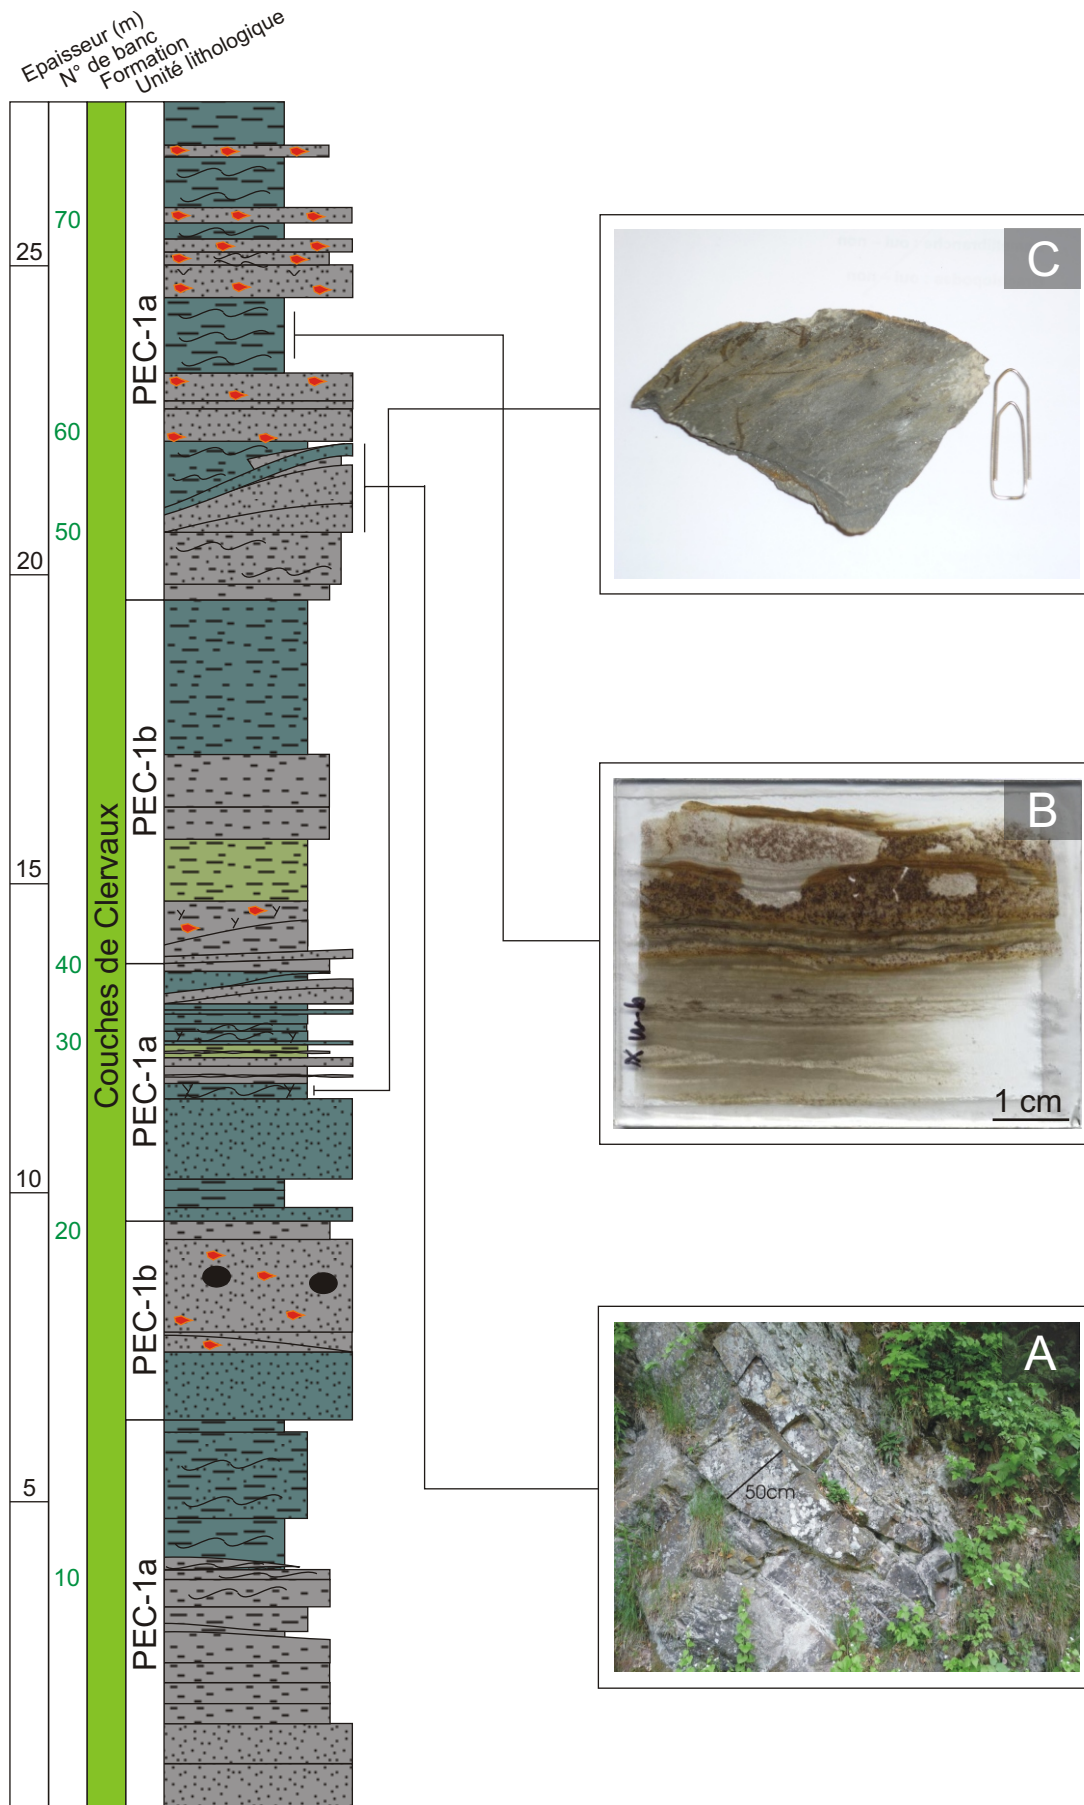 Epaisseur (m)
N° de banc
Formation
Unité lithologique
70
25
PEC-1a
60
50
20
PEC-1b
15
Couches de Clervaux
40
30
PEC-1a
10
20
PEC-1b
5
10
PEC-1a
C
B
1 cm
A
50cm